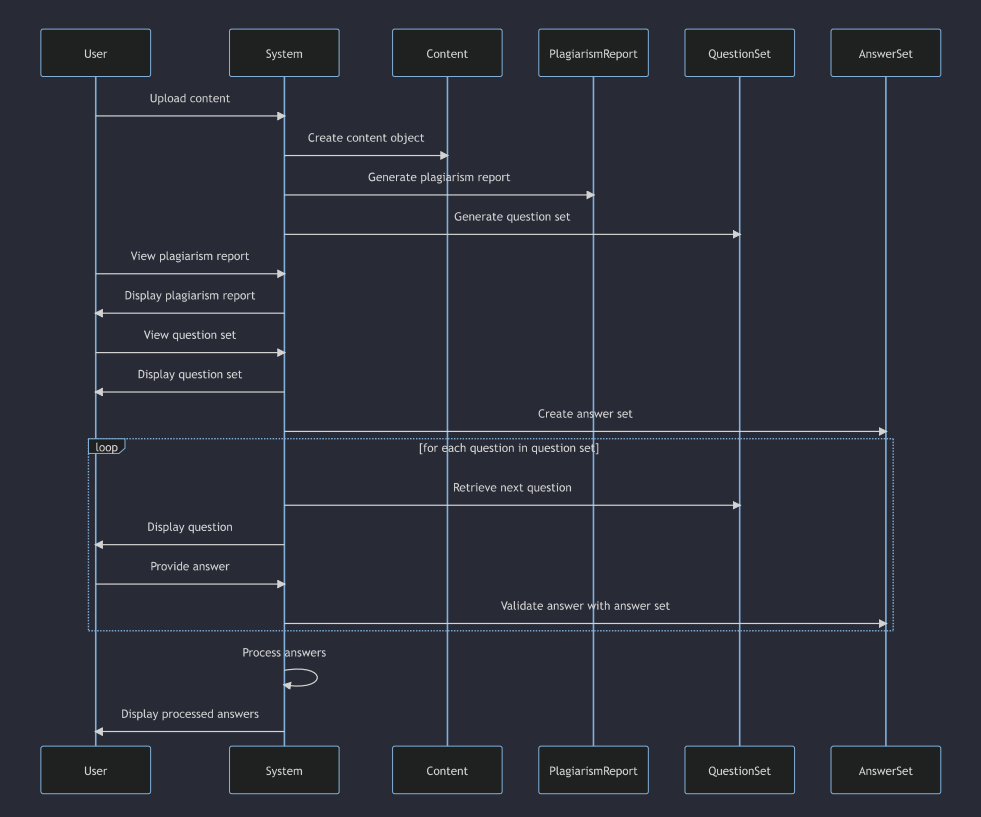 User
System
Content
PlagiarismReport
QuestionSet
AnswerSet
Upload content
Create content object
Generate plagiarism report
Generate question set
View plagiarism report
Display plagiarism report
View question set
Display question set
Create answer set
loop
[for each question in question set]
Retrieve next question
Display question
Provide answer
Validate answer with answer set
Process answers
Display processed answers
User
System
Content
PlagiarismReport
QuestionSet
AnswerSet